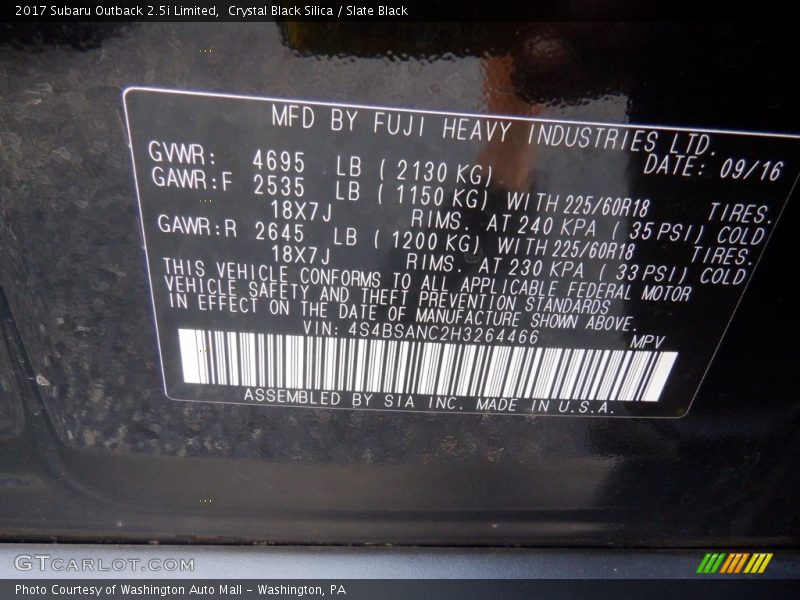 2017 Subaru Outback 2.5i Limited,  Crystal Black Silica / Slate Black
MFD BY FUJI HEAVY INDUSTRIES LTD.
GVWR: 4695 LB ( 2130 KG) DATE: 09/16
GAWR:F 2535 LB ( 1150 KG) WITH 225/60R18 TIRES.
18X7J RIMS. AT 240 KPA ( 35 PSI) COLD
GAWR:R 2645 LB ( 1200 KG) WITH 225/60R18 TIRES.
18X7J RIMS. AT 230 KPA ( 33 PSI) COLD
THIS VEHICLE CONFORMS TO ALL APPLICABLE FEDERAL MOTOR
VEHICLE SAFETY AND THEFT PREVENTION STANDARDS
IN EFFECT ON THE DATE OF MANUFACTURE SHOWN ABOVE.
VIN: 4S4BSANC2H3264466 MPV
ASSEMBLED BY SIA INC. MADE IN U.S.A.
GTCARLOT.COM
Photo Courtesy of Washington Auto Mall - Washington, PA